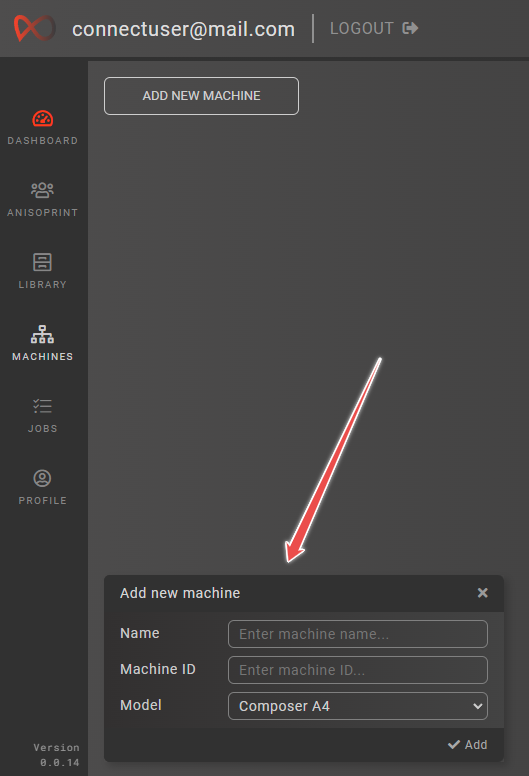 connectuser@mail.com LOGOUT
ADD NEW MACHINE
DASHBOARD
ANISOPRINT
LIBRARY
MACHINES
JOBS
PROFILE
Add new machine
Name Enter machine name...
Machine ID Enter machine ID...
Model Composer A4
Add
Version
0.0.14